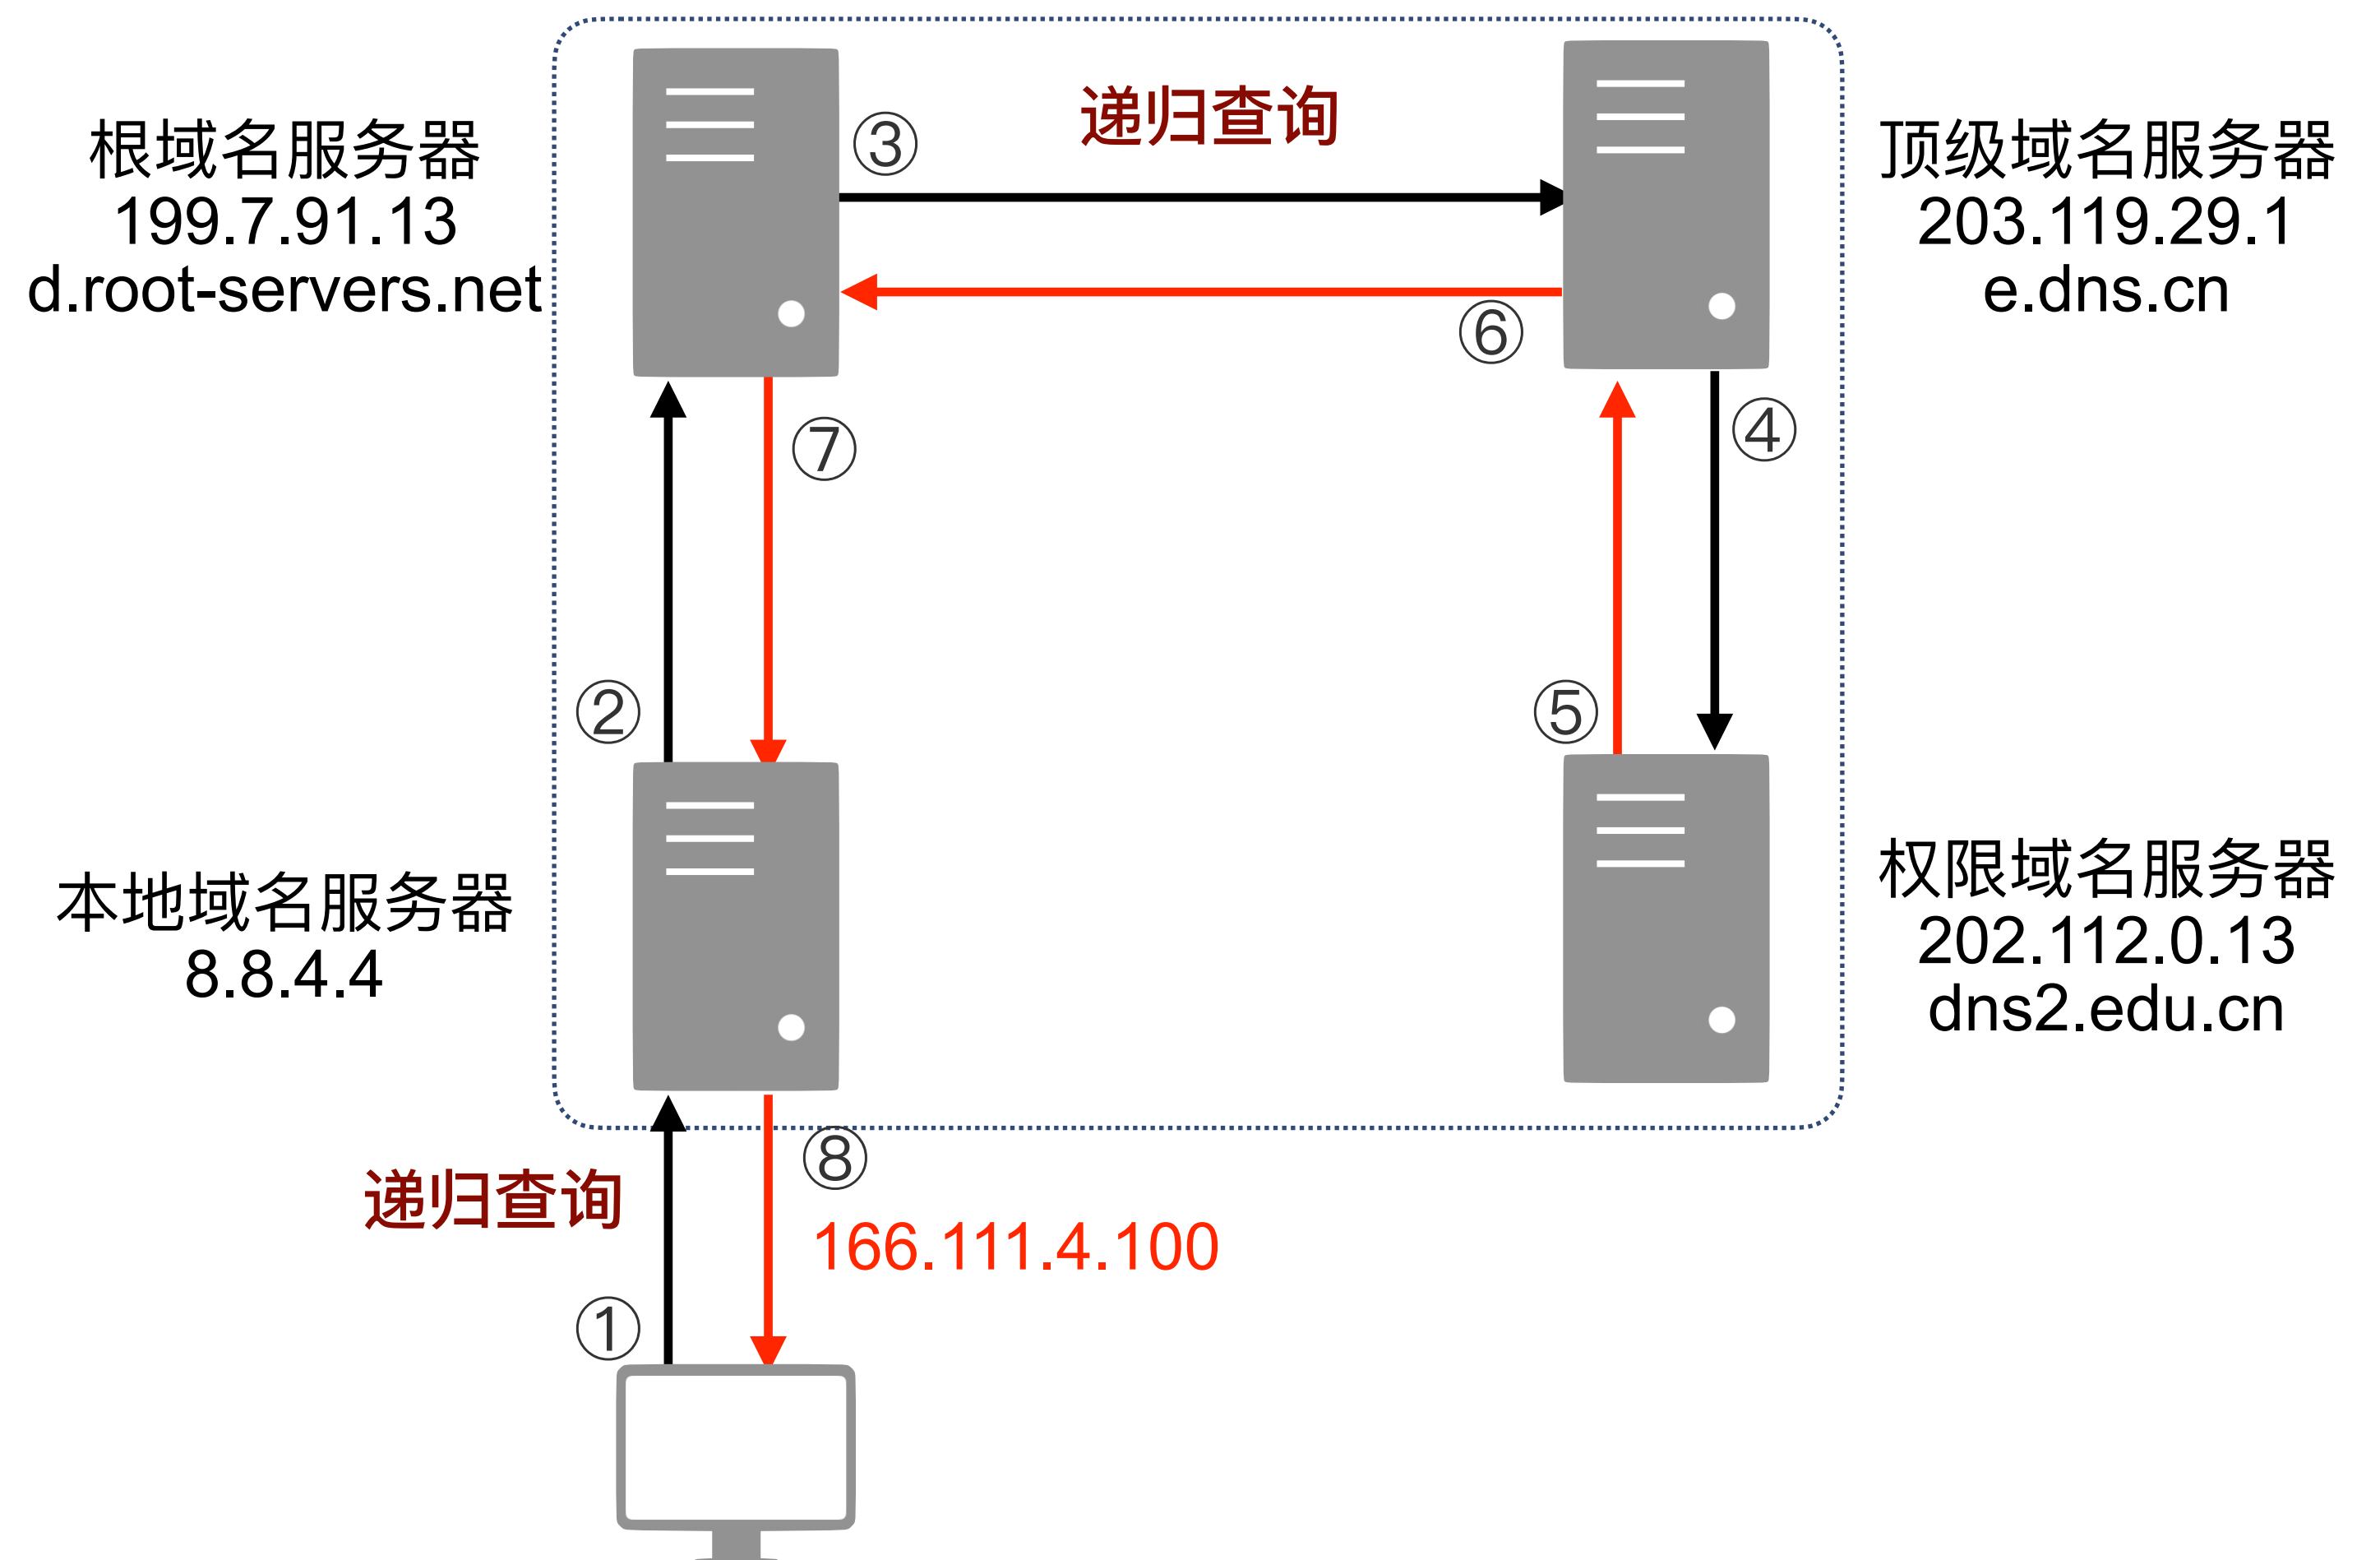 递归查询
③
根域名服务器
199.7.91.13
d.root-servers.net
顶级域名服务器
203.119.29.1
e.dns.cn
⑥
⑦
④
②
⑤
本地域名服务器
8.8.4.4
权限域名服务器
202.112.0.13
dns2.edu.cn
⑧
递归查询
166.111.4.100
①